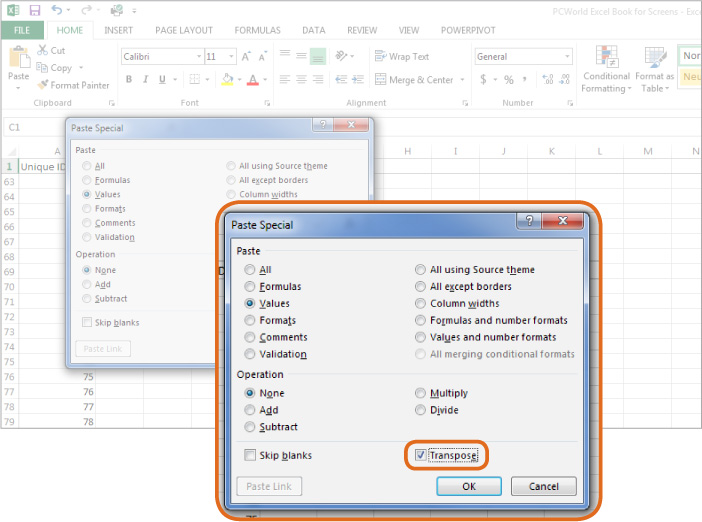 PCWorld Excel Book for Screens - Exce
FILE HOME INSERT PAGE LAYOUT FORMULAS DATA REVIEW VIEW POWERPIVOT
Paste
Cut
Copy
Format Painter
Clipboard
Calibri 11
B I U
Font
Wrap Text
Merge & Center
Alignment
General
$ % ,
Number
Conditional Formatting
Format as Table
Nor
Neu
C1
A H I J K L M N
1 Unique ID
63
64
65
66
67
68
69 D
70
71
72
73
74
75
76 75
77 76
78 77
79 78
Paste Special
Paste
All
Formulas
Values
Formats
Comments
Validation
All using Source theme
All except borders
Column widths
Operation
None
Add
Subtract
Skip blanks
Paste Link
Paste Special
Paste
All All using Source theme
Formulas All except borders
Values Column widths
Formats Formulas and number formats
Comments Values and number formats
Validation All merging conditional formats
Operation
None Multiply
Add Divide
Subtract
Skip blanks Transpose
Paste Link OK Cancel